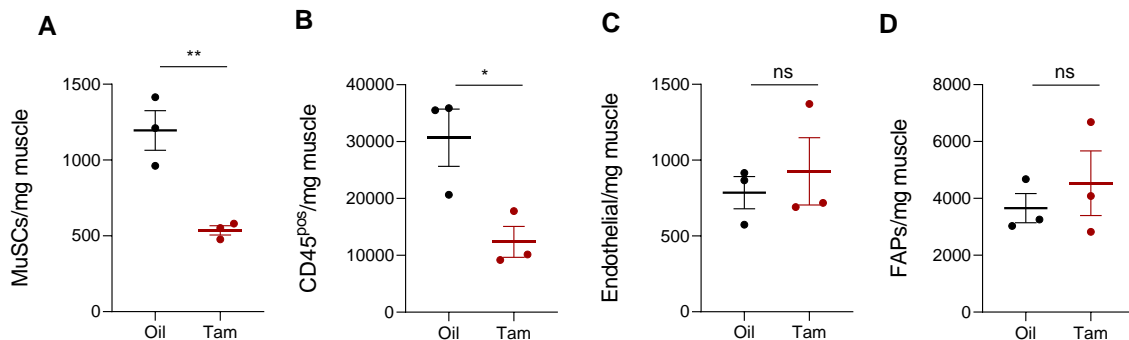 A
**
MuSCs/mg muscle
1500
1000
500
0
Oil
Tam
B
*
CD45pos/mg muscle
40000
30000
20000
10000
0
Oil
Tam
C
ns
Endothelial/mg muscle
1500
1000
500
0
Oil
Tam
D
ns
FAPs/mg muscle
8000
6000
4000
2000
0
Oil
Tam